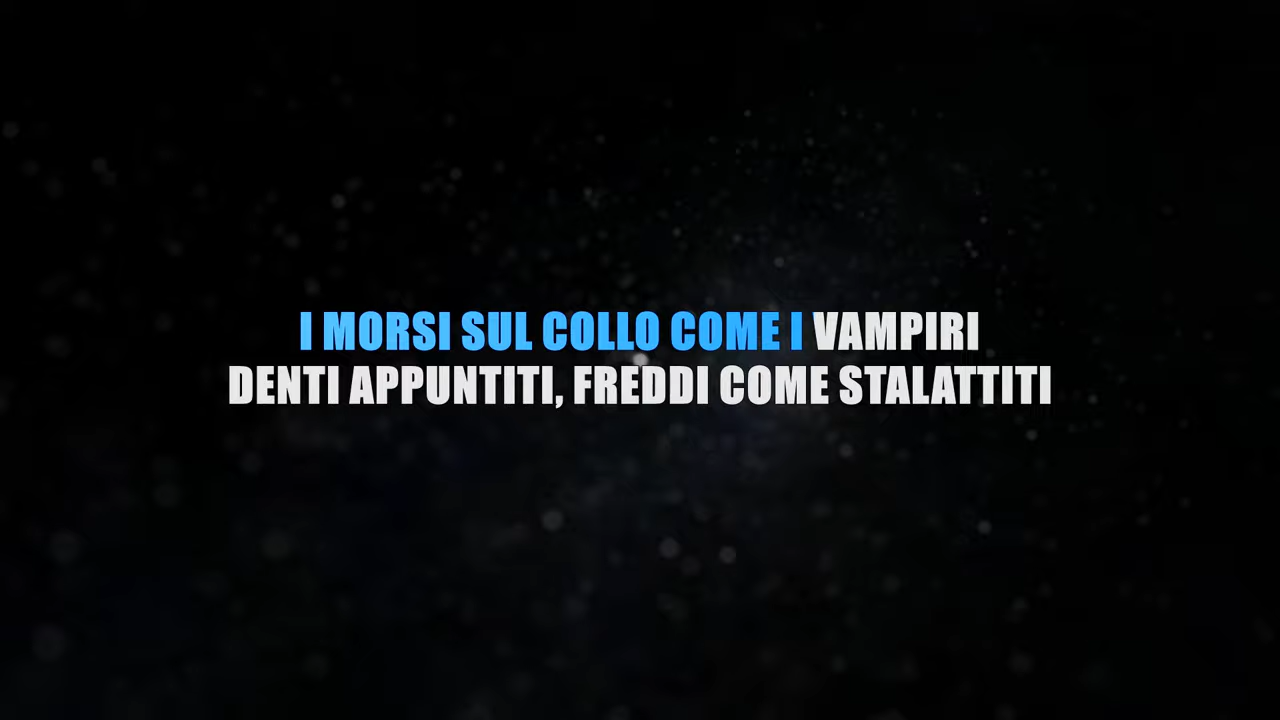 I MORSI SUL COLLO COME I VAMPIRI
DENTI APPUNTITI, FREDDI COME STALATTITI